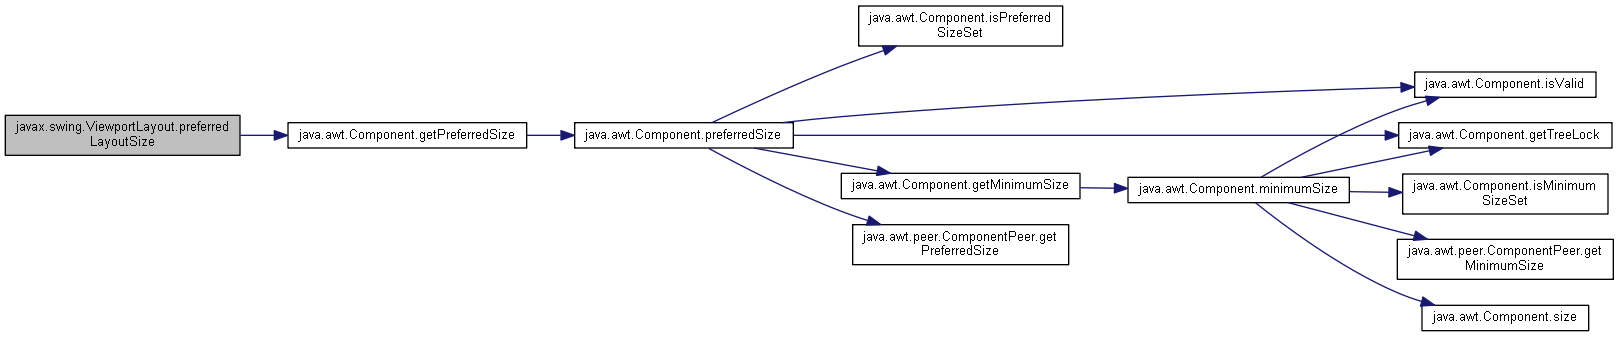 javax.swing.ViewportLayout.preferred
LayoutSize
java.awt.Component.getPreferredSize
java.awt.Component.preferredSize
java.awt.Component.isPreferred
SizeSet
java.awt.Component.isValid
java.awt.Component.getTreeLock
java.awt.Component.getMinimumSize
java.awt.Component.minimumSize
java.awt.Component.isMinimum
SizeSet
java.awt.peer.ComponentPeer.get
PreferredSize
java.awt.peer.ComponentPeer.get
MinimumSize
java.awt.Component.size